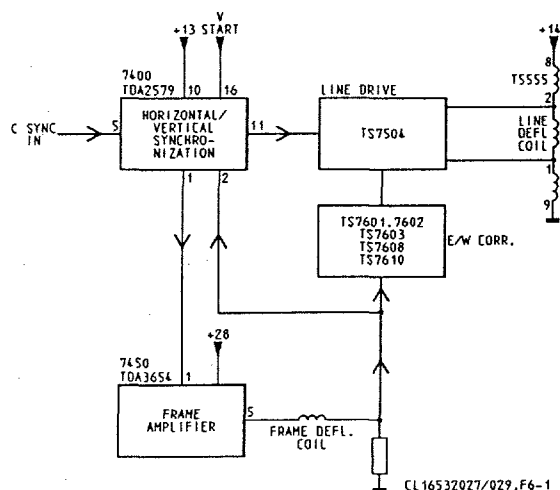 V
+13 START
+14
7400
TDA2579 10 16
LINE DRIVE
8
TS555
2
C SYNC
IN
5
HORIZONTAL/
VERTICAL
SYNCHRO-
NIZATION
11
TS7504
LINE
DEFL
COIL
1 2
1
9
TS7601.7602
TS7603
TS7608
TS7610
E/W CORR.
+28
7450
TDA3654 1
FRAME
AMPLIFIER
5
FRAME DEFL.
COIL
CL16532027/029.F6-1